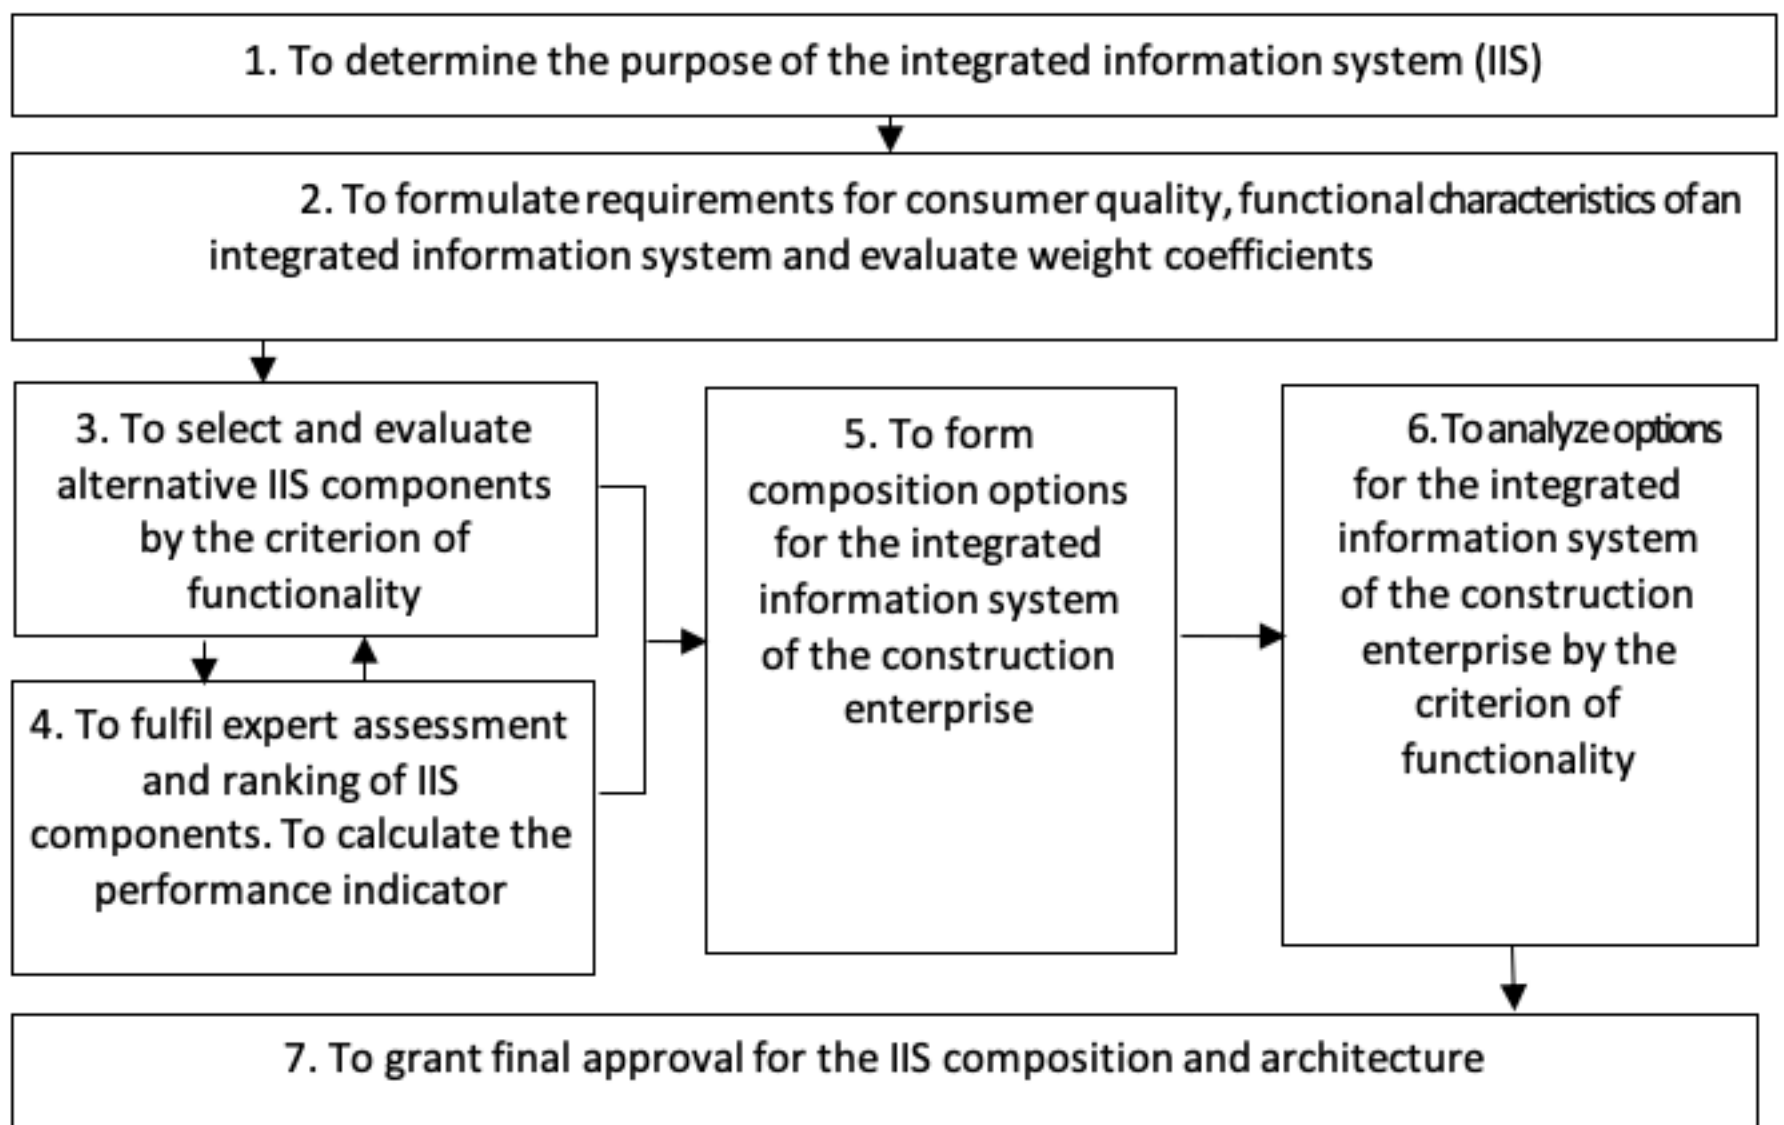 1. To determine the purpose of the integrated information system (IIS)
2. To formulate requirements for consumer quality, functional characteristics of an
integrated information system and evaluate weight coefficients
3. To select and evaluate
alternative IIS components
by the criterion of
functionality
4. To fulfil expert assessment
and ranking of IIS
components. To calculate the
performance indicator
5. To form
composition options
for the integrated
information system
of the construction
enterprise
6. To analyze options
for the integrated
information system
of the construction
enterprise by the
criterion of
functionality
7. To grant final approval for the IIS composition and architecture